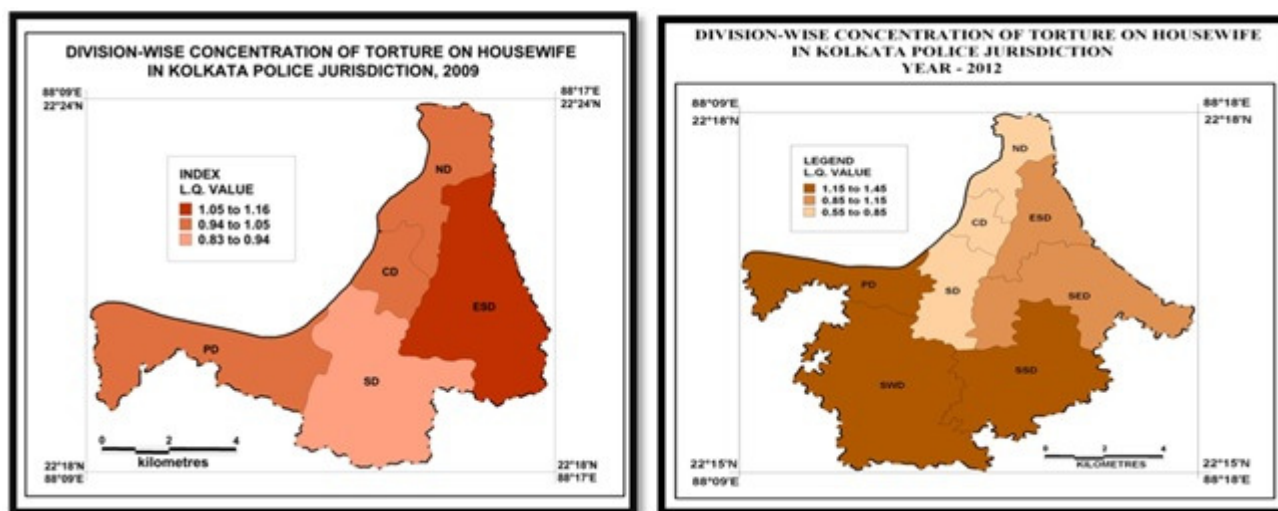 DIVISION-WISE CONCENTRATION OF TORTURE ON HOUSEWIFE
IN KOLKATA POLICE JURISDICTION, 2009
88°09'E
22°24'N
88°17'E
22°24'N
INDEX
L.Q. VALUE
1.05 to 1.16
0.94 to 1.05
0.83 to 0.94
ND
CD
ESD
PD
SD
0 2 4
kilometres
22°18'N
88°09'E
22°18'N
88°17'E
DIVISION-WISE CONCENTRATION OF TORTURE ON HOUSEWIFE
IN KOLKATA POLICE JURISDICTION
YEAR - 2012
88°09'E
22°18'N
88°18'E
22°18'N
LEGEND
L.Q. VALUE
1.15 to 1.45
0.85 to 1.15
0.55 to 0.85
ND
CD
ESD
PD
SD
SED
SWD
SSD
0 2 4
KILOMETRES
22°15'N
88°09'E
22°15'N
88°18'E